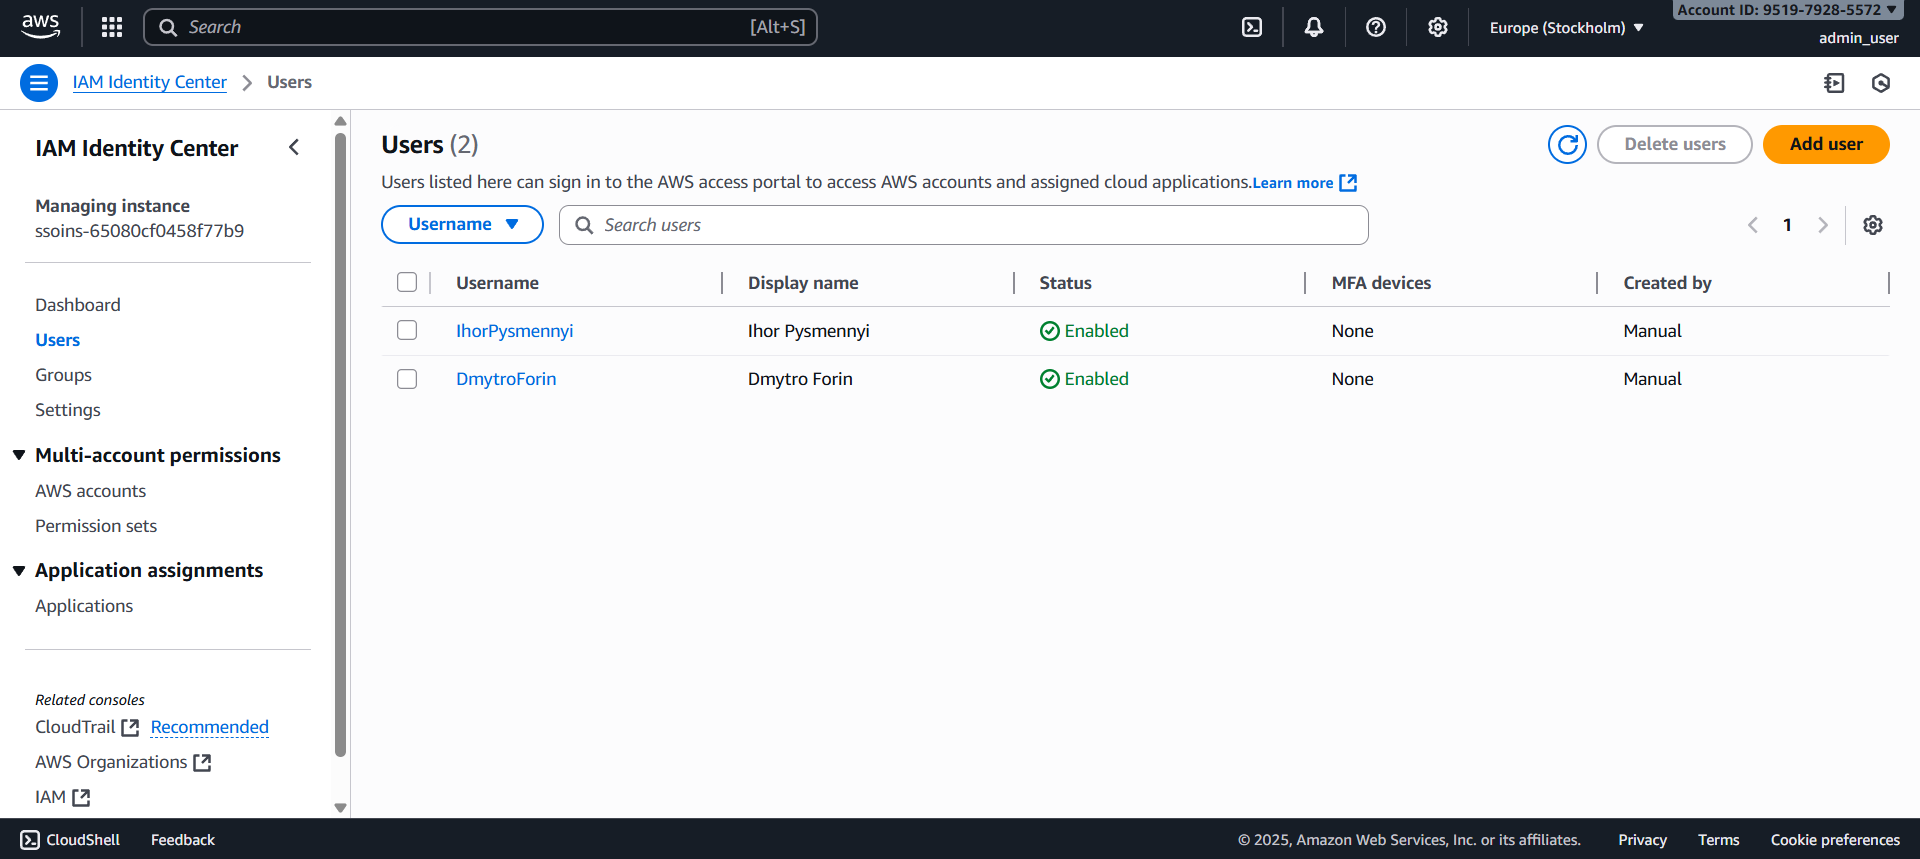 aws
Search [Alt+S]
Europe (Stockholm)
Account ID: 9519-7928-5572
admin_user
IAM Identity Center
Users
IAM Identity Center
Managing instance
ssoins-65080cf0458f77b9
Dashboard
Users
Groups
Settings
Multi-account permissions
AWS accounts
Permission sets
Application assignments
Applications
Related consoles
CloudTrail Recommended
AWS Organizations
IAM
Users (2)
Delete users
Add user
Users listed here can sign in to the AWS access portal to access AWS accounts and assigned cloud applications.Learn more
Username
Search users
1
Username Display name Status MFA devices Created by
IhorPysmennyi Ihor Pysmennyi Enabled None Manual
DmytroForin Dmytro Forin Enabled None Manual
CloudShell Feedback © 2025, Amazon Web Services, Inc. or its affiliates. Privacy Terms Cookie preferences